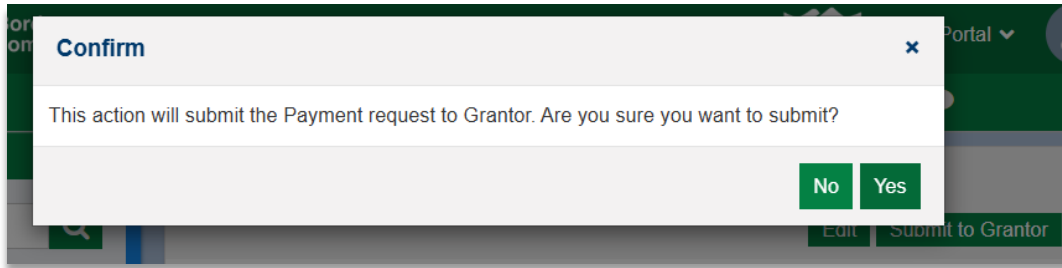 Portal
Confirm
×
This action will submit the Payment request to Grantor. Are you sure you want to submit?
No Yes
Edit Submit to Grantor